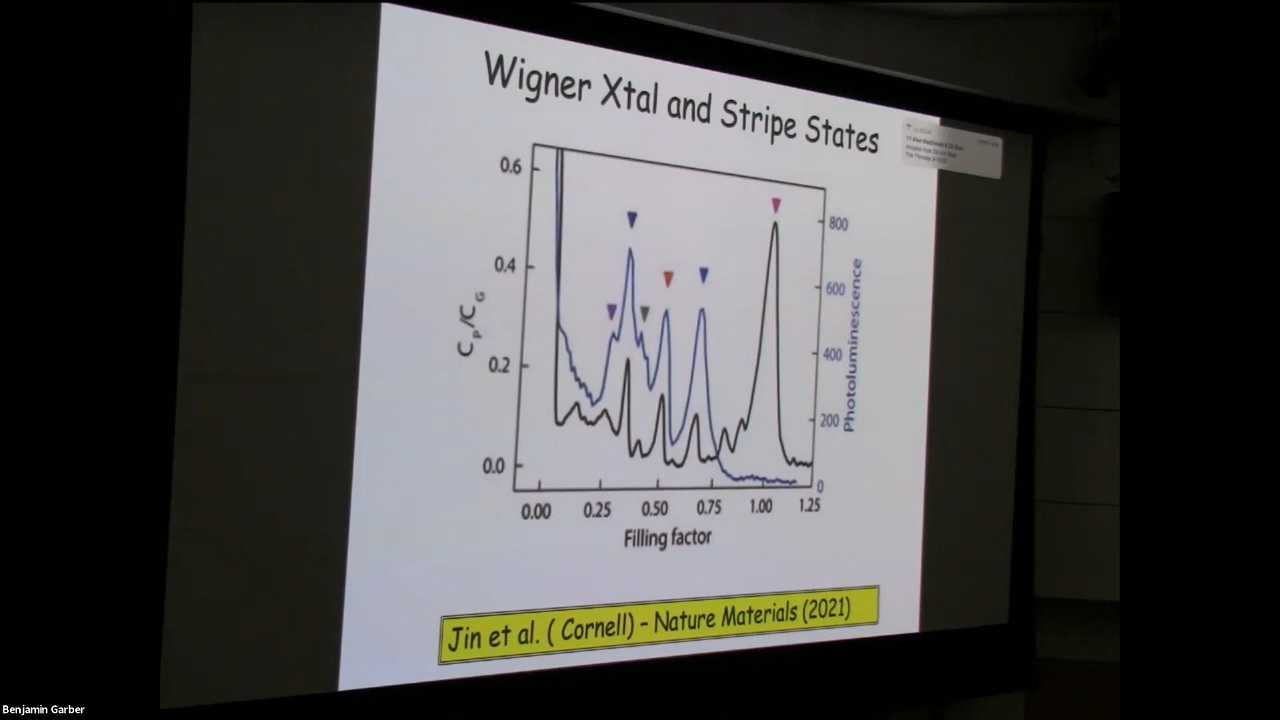 Wigner Xtal and Stripe States
0.6
0.4
0.2
0.0
C_P/C_G
800
600
400
200
0
Photoluminescence
0.00 0.25 0.50 0.75 1.00 1.25
Filling factor
Jin et al. ( Cornell) – Nature Materials (2021)
Benjamin Garber